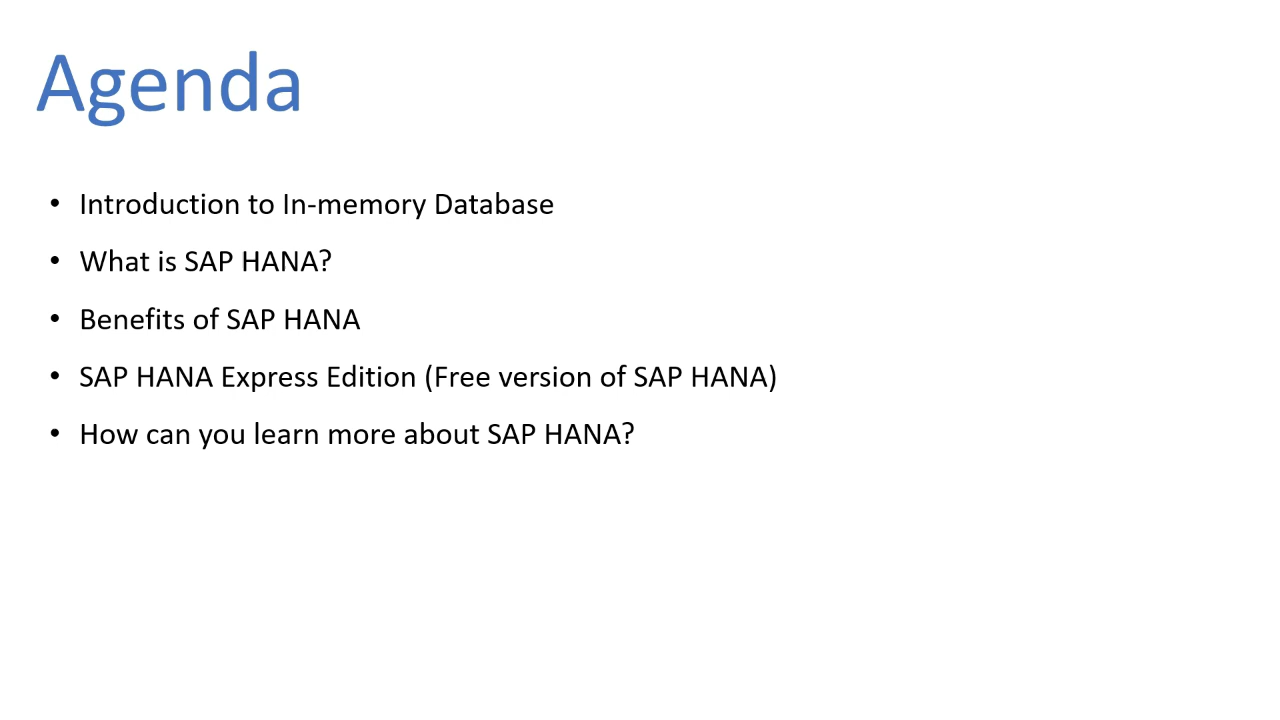 Agenda
• Introduction to In-memory Database
• What is SAP HANA?
• Benefits of SAP HANA
• SAP HANA Express Edition (Free version of SAP HANA)
• How can you learn more about SAP HANA?